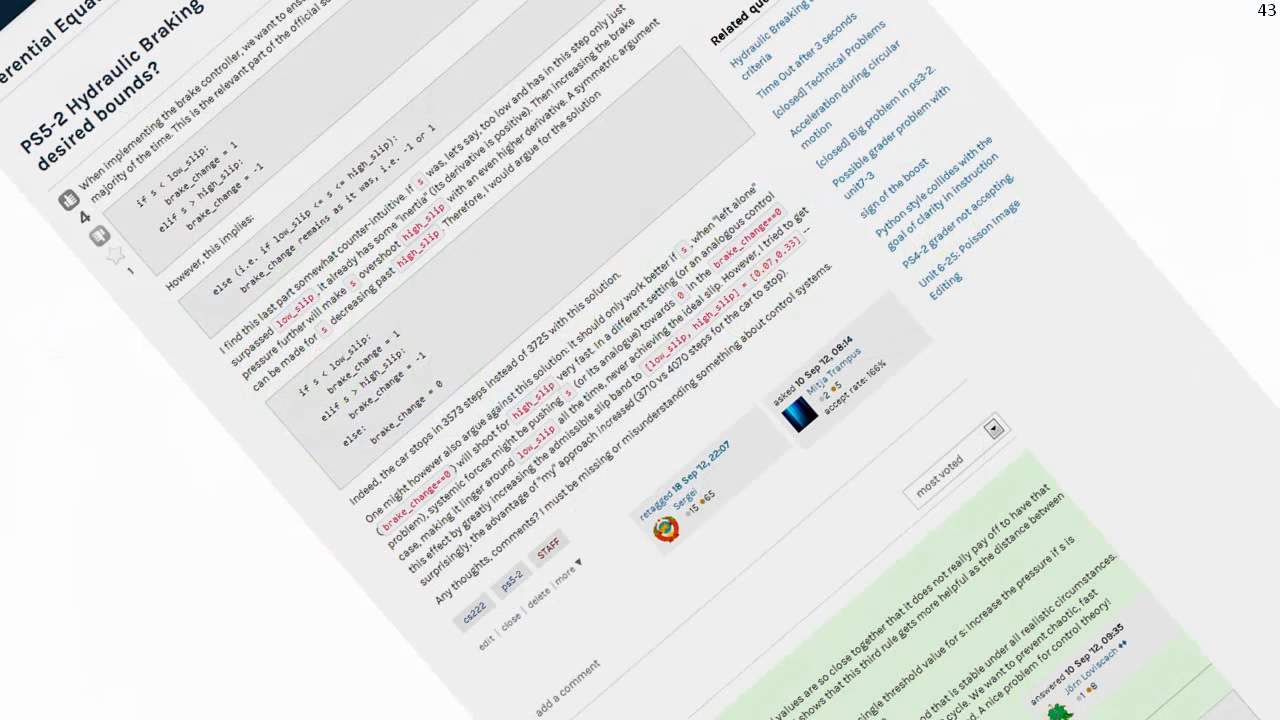 43
erential Equa
PS5-2 Hydraulic Braking
desired bounds?
When implementing the brake controller, we want to ens
majority of the time. This is the relevant part of the official s
4
1
if s < low_slip:
brake_change = 1
elif s > high_slip:
brake_change = -1
However, this implies:
else (i.e. if low_slip <= s <= high_slip):
brake_change remains as it was, i.e. -1 or 1
I find this last part somewhat counter-intuitive. If s was, let's say, too low and has in this step only just
surpassed low_slip, it already has some "inertia" (its derivative is positive). Then increasing the brake
pressure further will make s overshoot high_slip with an even higher derivative. A symmetric argument
can be made for s decreasing past high_slip. Therefore, I would argue for the solution
if s < low_slip:
brake_change = 1
elif s > high_slip:
brake_change = -1
else:
brake_change = 0
Indeed, the car stops in 3573 steps instead of 3725 with this solution.
One might however also argue against this solution: it should only work better if s, when "left alone"
(brake_change==0) will shoot for high_slip very fast. In a different setting (or an analogous control
problem), systemic forces might be pushing s (or its analogue) towards 0 in the brake_change==0
case, making it linger around low_slip all the time, never achieving the ideal slip. However, I tried to get
this effect by greatly increasing the admissible slip band to [low_slip, high_slip] = [0.07,0.33] --
surprisingly, the advantage of "my" approach increased (3710 vs 4070 steps for the car to stop).
Any thoughts, comments? I must be missing or misunderstanding something about control systems.
cs222
ps5-2
STAFF
edit | close | delete | more ▼
retagged 18 Sep '12, 22:07
Sergei
15 65
asked 10 Sep '12, 08:14
Mitja Trampus
2 5
accept rate: 166%
add a comment
most voted
values are so close together that it does not really pay off to have that
shows that this third rule gets more helpful as the distance between
ingle threshold value for s: increase the pressure if s is
nd that is stable under all realistic circumstances.
cycle. We want to prevent chaotic, fast
d. A nice problem for control theory!
answered 10 Sep '12, 09:35
Jörn Loviscach ♦♦
1 8
Related que
Hydraulic Breaking
criteria
Time Out after 3 seconds
[closed] Technical Problems
Acceleration during circular
motion
[closed] Big problem in ps3-2.
Possible grader problem with
unit7-3
sign of the boost
Python style collides with the
goal of clarity in instruction
PS4-2 grader not accepting.
Unit 6-25: Poisson Image
Editing